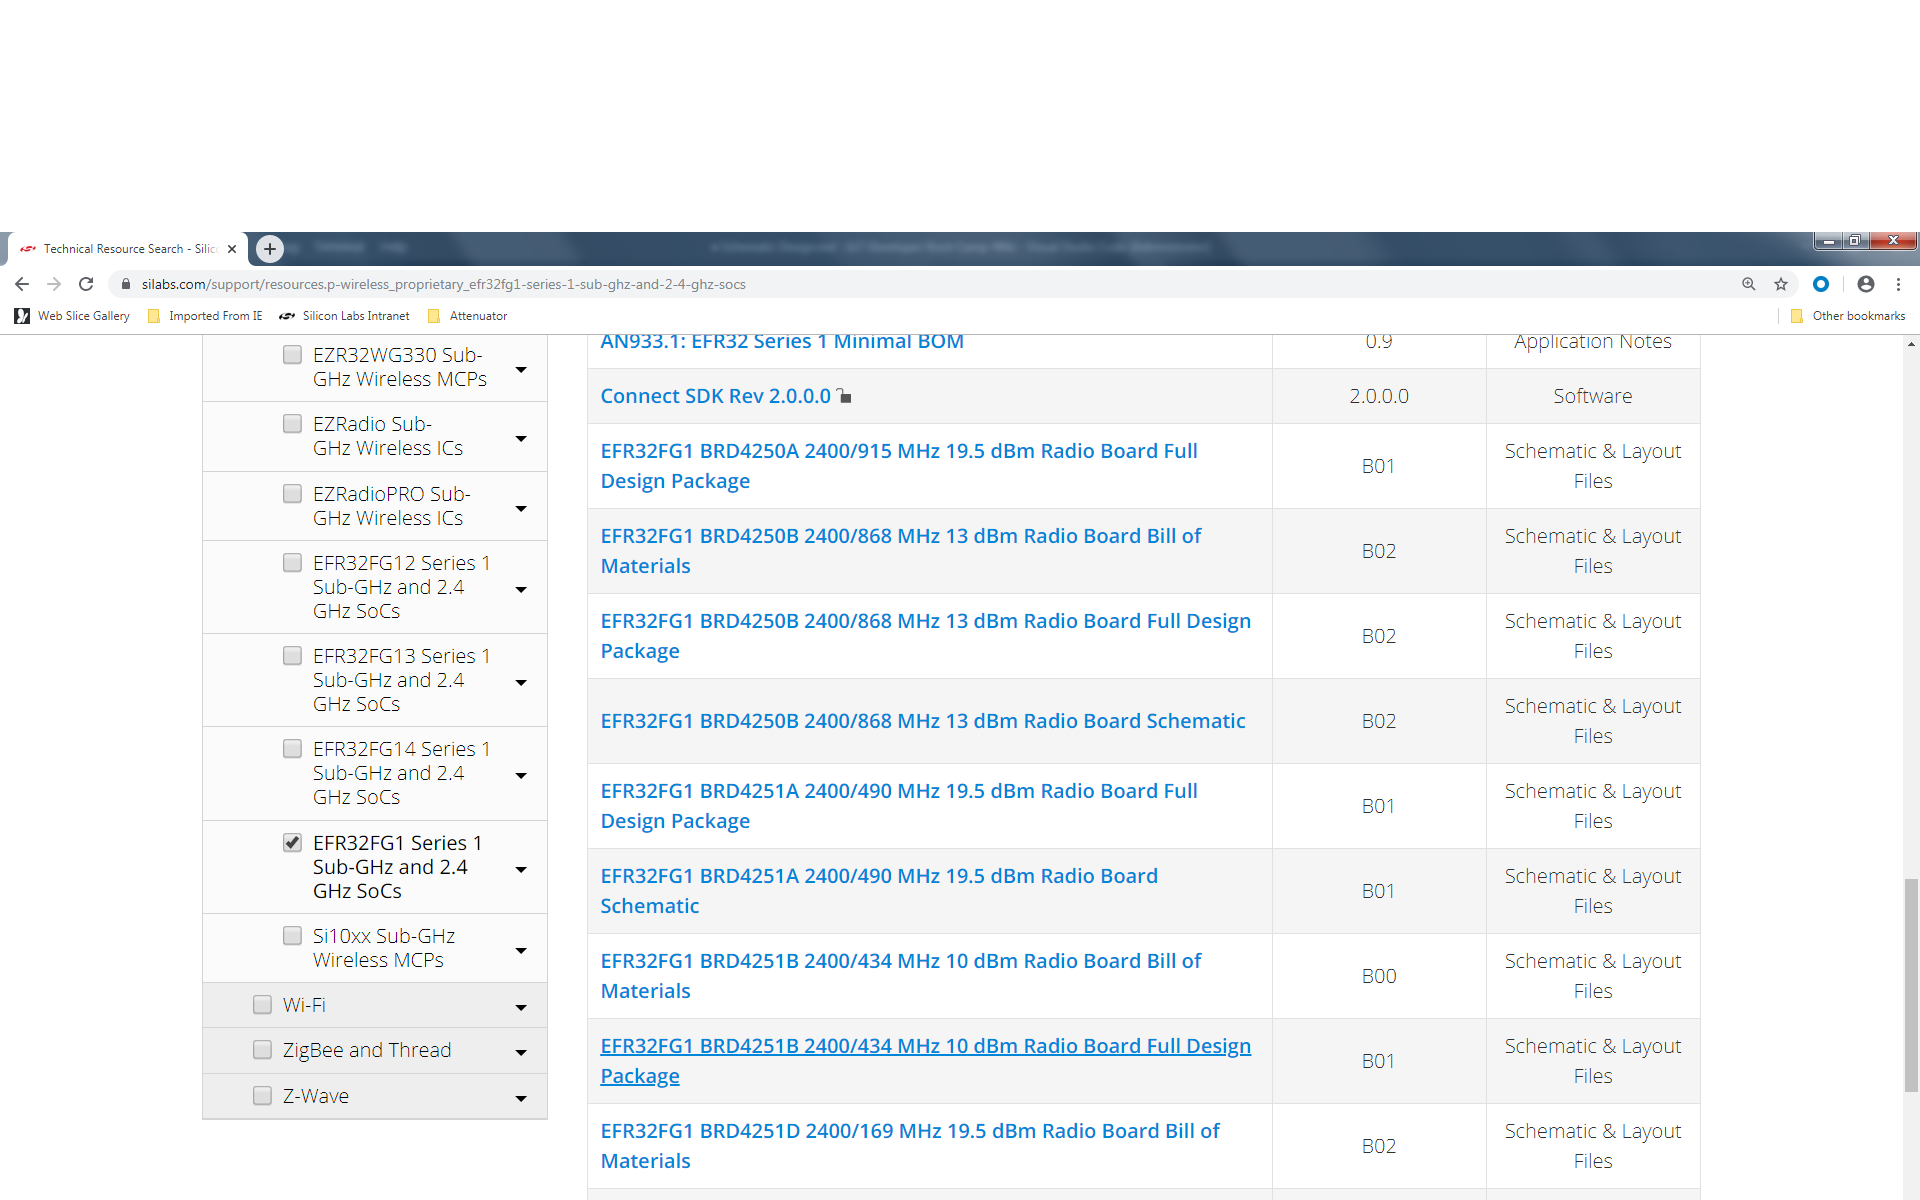 Technical Resource Search - Silic
silabs.com/support/resources.p-wireless_proprietary_efr32fg1-series-1-sub-ghz-and-2-4-ghz-socs
Web Slice Gallery
Imported From IE
Silicon Labs Intranet
Attenuator
Other bookmarks
EZR32WG330 Sub-
GHz Wireless MCPs
EZRadio Sub-
GHz Wireless ICs
EZRadioPRO Sub-
GHz Wireless ICs
EFR32FG12 Series 1
Sub-GHz and 2.4
GHz SoCs
EFR32FG13 Series 1
Sub-GHz and 2.4
GHz SoCs
EFR32FG14 Series 1
Sub-GHz and 2.4
GHz SoCs
EFR32FG1 Series 1
Sub-GHz and 2.4
GHz SoCs
Si10xx Sub-GHz
Wireless MCPs
Wi-Fi
ZigBee and Thread
Z-Wave
AN933.1: EFR32 Series 1 Minimal BOM
0.9
Application Notes
Connect SDK Rev 2.0.0.0
2.0.0.0
Software
EFR32FG1 BRD4250A 2400/915 MHz 19.5 dBm Radio Board Full
Design Package
B01
Schematic & Layout
Files
EFR32FG1 BRD4250B 2400/868 MHz 13 dBm Radio Board Bill of
Materials
B02
Schematic & Layout
Files
EFR32FG1 BRD4250B 2400/868 MHz 13 dBm Radio Board Full Design
Package
B02
Schematic & Layout
Files
EFR32FG1 BRD4250B 2400/868 MHz 13 dBm Radio Board Schematic
B02
Schematic & Layout
Files
EFR32FG1 BRD4251A 2400/490 MHz 19.5 dBm Radio Board Full
Design Package
B01
Schematic & Layout
Files
EFR32FG1 BRD4251A 2400/490 MHz 19.5 dBm Radio Board
Schematic
B01
Schematic & Layout
Files
EFR32FG1 BRD4251B 2400/434 MHz 10 dBm Radio Board Bill of
Materials
B00
Schematic & Layout
Files
EFR32FG1 BRD4251B 2400/434 MHz 10 dBm Radio Board Full Design
Package
B01
Schematic & Layout
Files
EFR32FG1 BRD4251D 2400/169 MHz 19.5 dBm Radio Board Bill of
Materials
B02
Schematic & Layout
Files